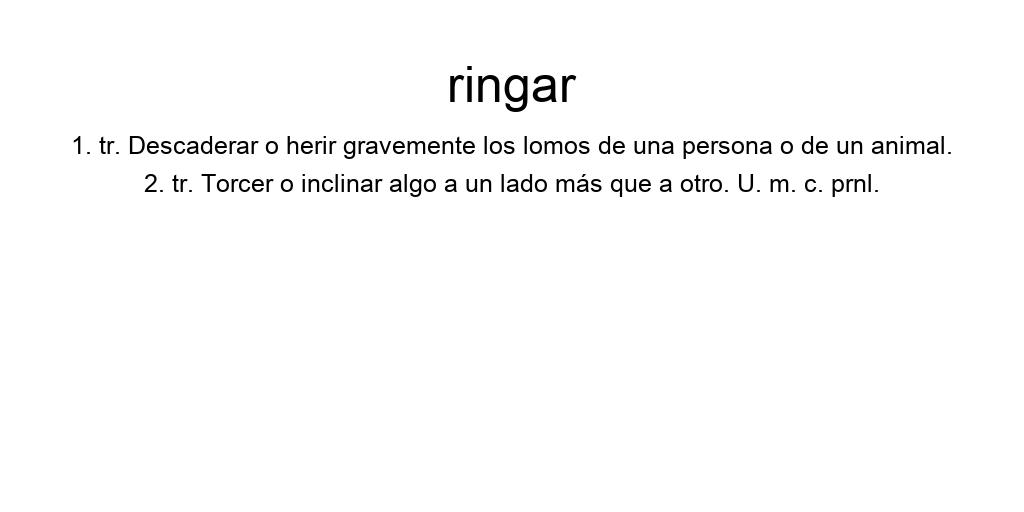 ringar
1. tr. Descaderar o herir gravemente los lomos de una persona o de un animal.
2. tr. Torcer o inclinar algo a un lado más que a otro. U. m. c. prnl.